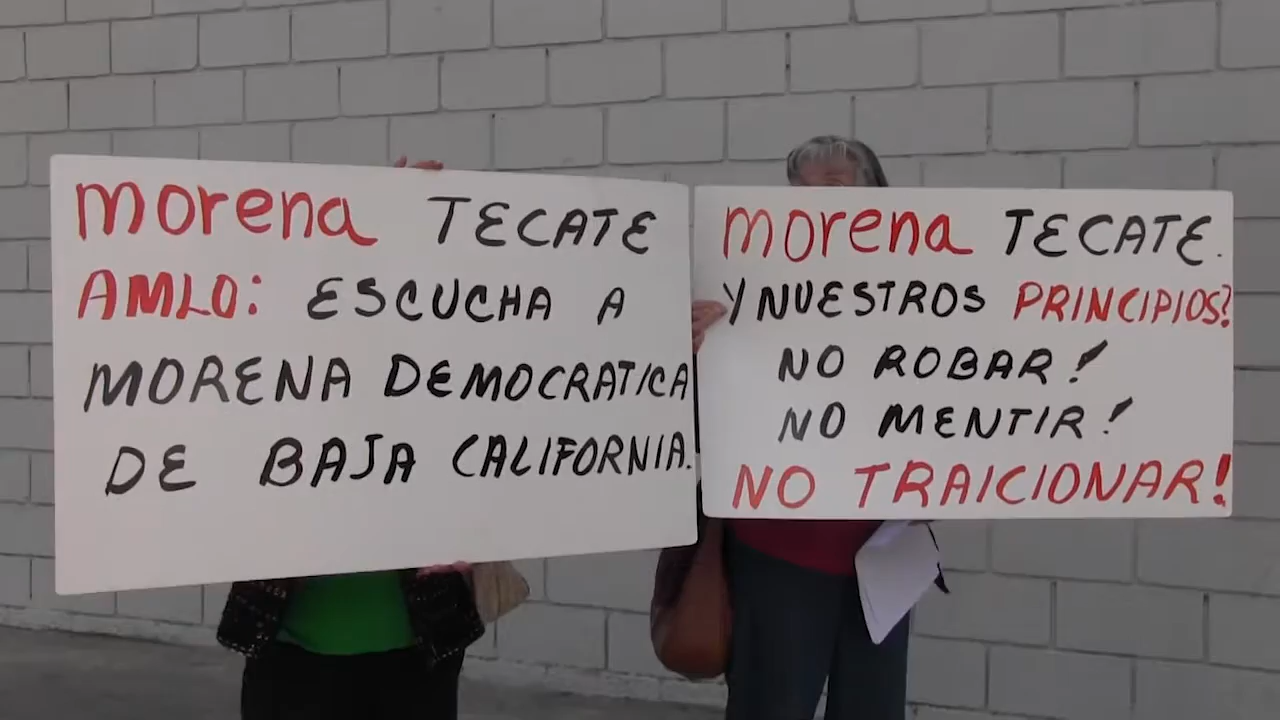 morena TECATE
AMLO: ESCUCHA A
MORENA DEMOCRATICA
DE BAJA CALIFORNIA.
morena TECATE.
Y NUESTROS PRINCIPIOS?
NO ROBAR!
NO MENTIR!
NO TRAICIONAR!